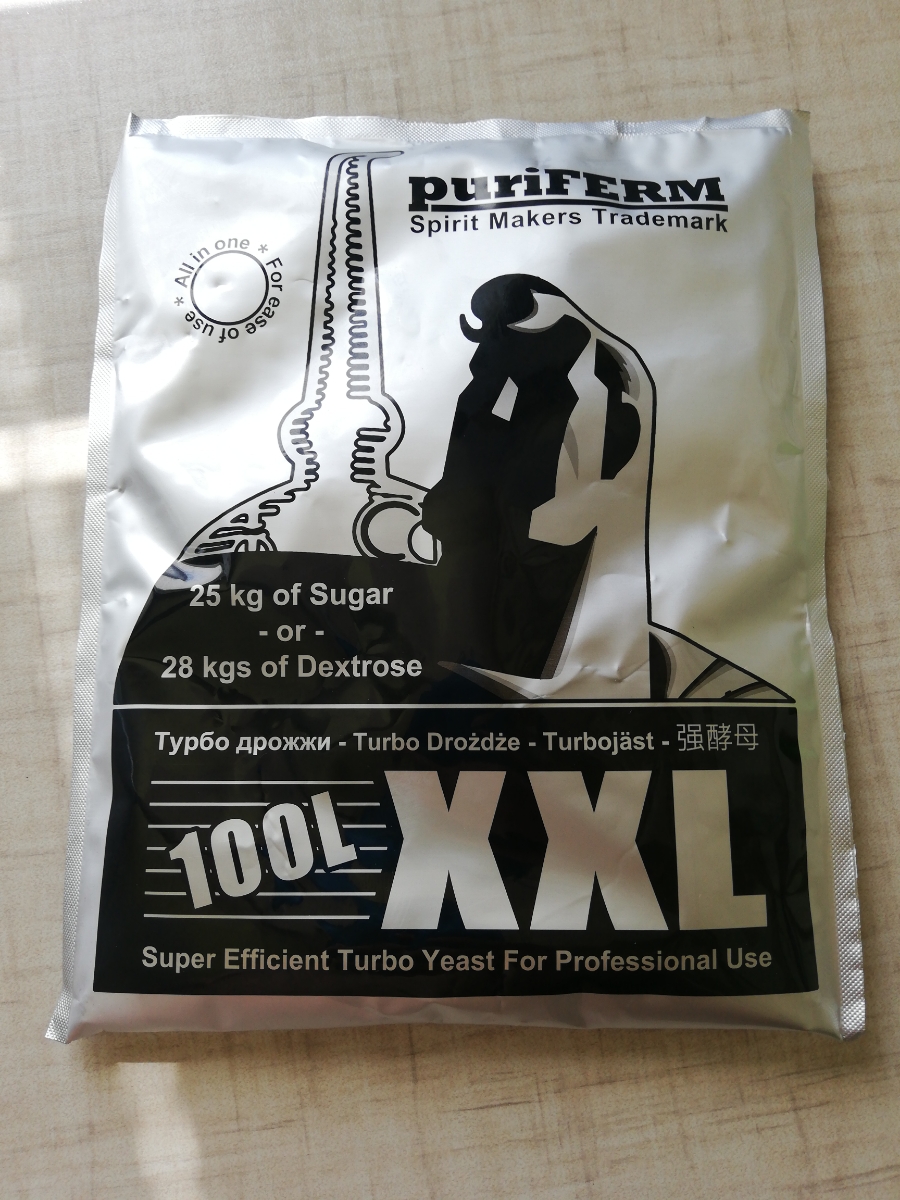 puriFERM
Spirit Makers Trademark
* All in one * For ease of use
25 kg of Sugar
- or -
28 kgs of Dextrose
Турбо дрожжи - Turbo Drożdże - Turbojäst - 强酵母
100L XXL
Super Efficient Turbo Yeast For Professional Use